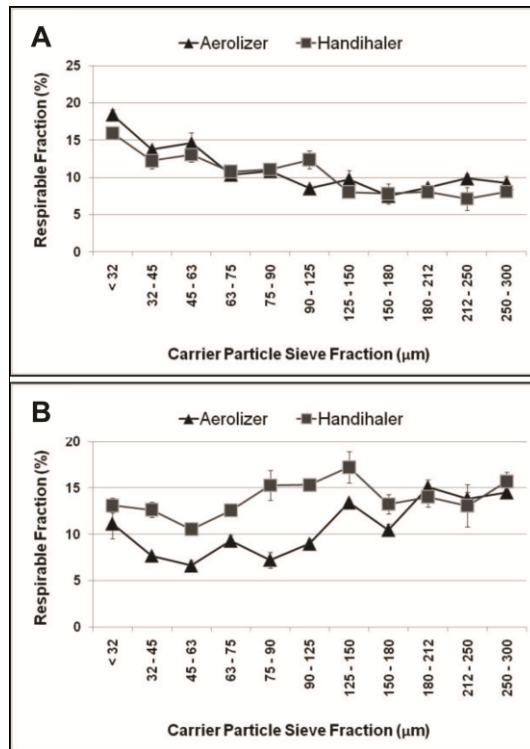 A
Aerolizer Handihaler
Respirable Fraction (%)
25
20
15
10
5
0
< 32
32 - 45
45 - 63
63 - 75
75 - 90
90 - 125
125 - 150
150 - 180
180 - 212
212 - 250
250 - 300
Carrier Particle Sieve Fraction (μm)
B
Aerolizer Handihaler
Respirable Fraction (%)
20
15
10
5
0
< 32
32 - 45
45 - 63
63 - 75
75 - 90
90 - 125
125 - 150
150 - 180
180 - 212
212 - 250
250 - 300
Carrier Particle Sieve Fraction (μm)